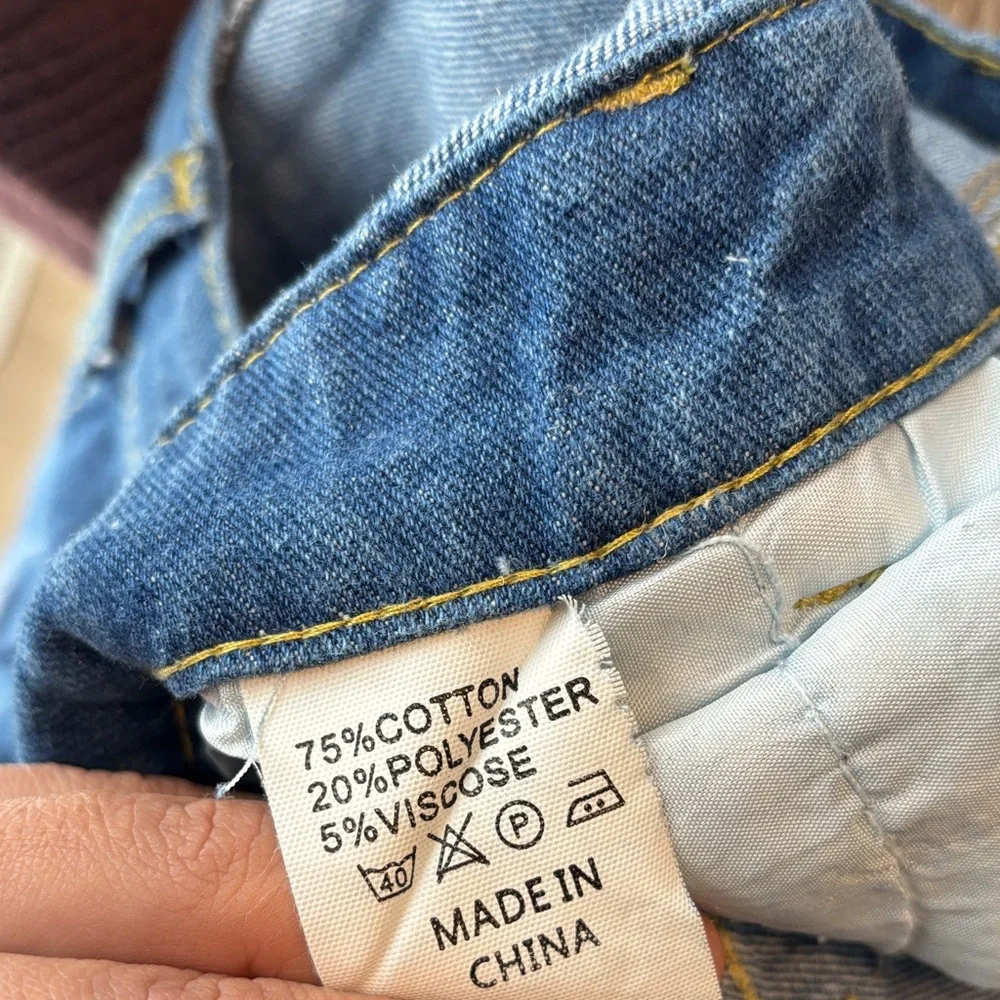 75%COTTON
20%POLYESTER
5%VISCOSE
40 P
MADE IN
CHINA